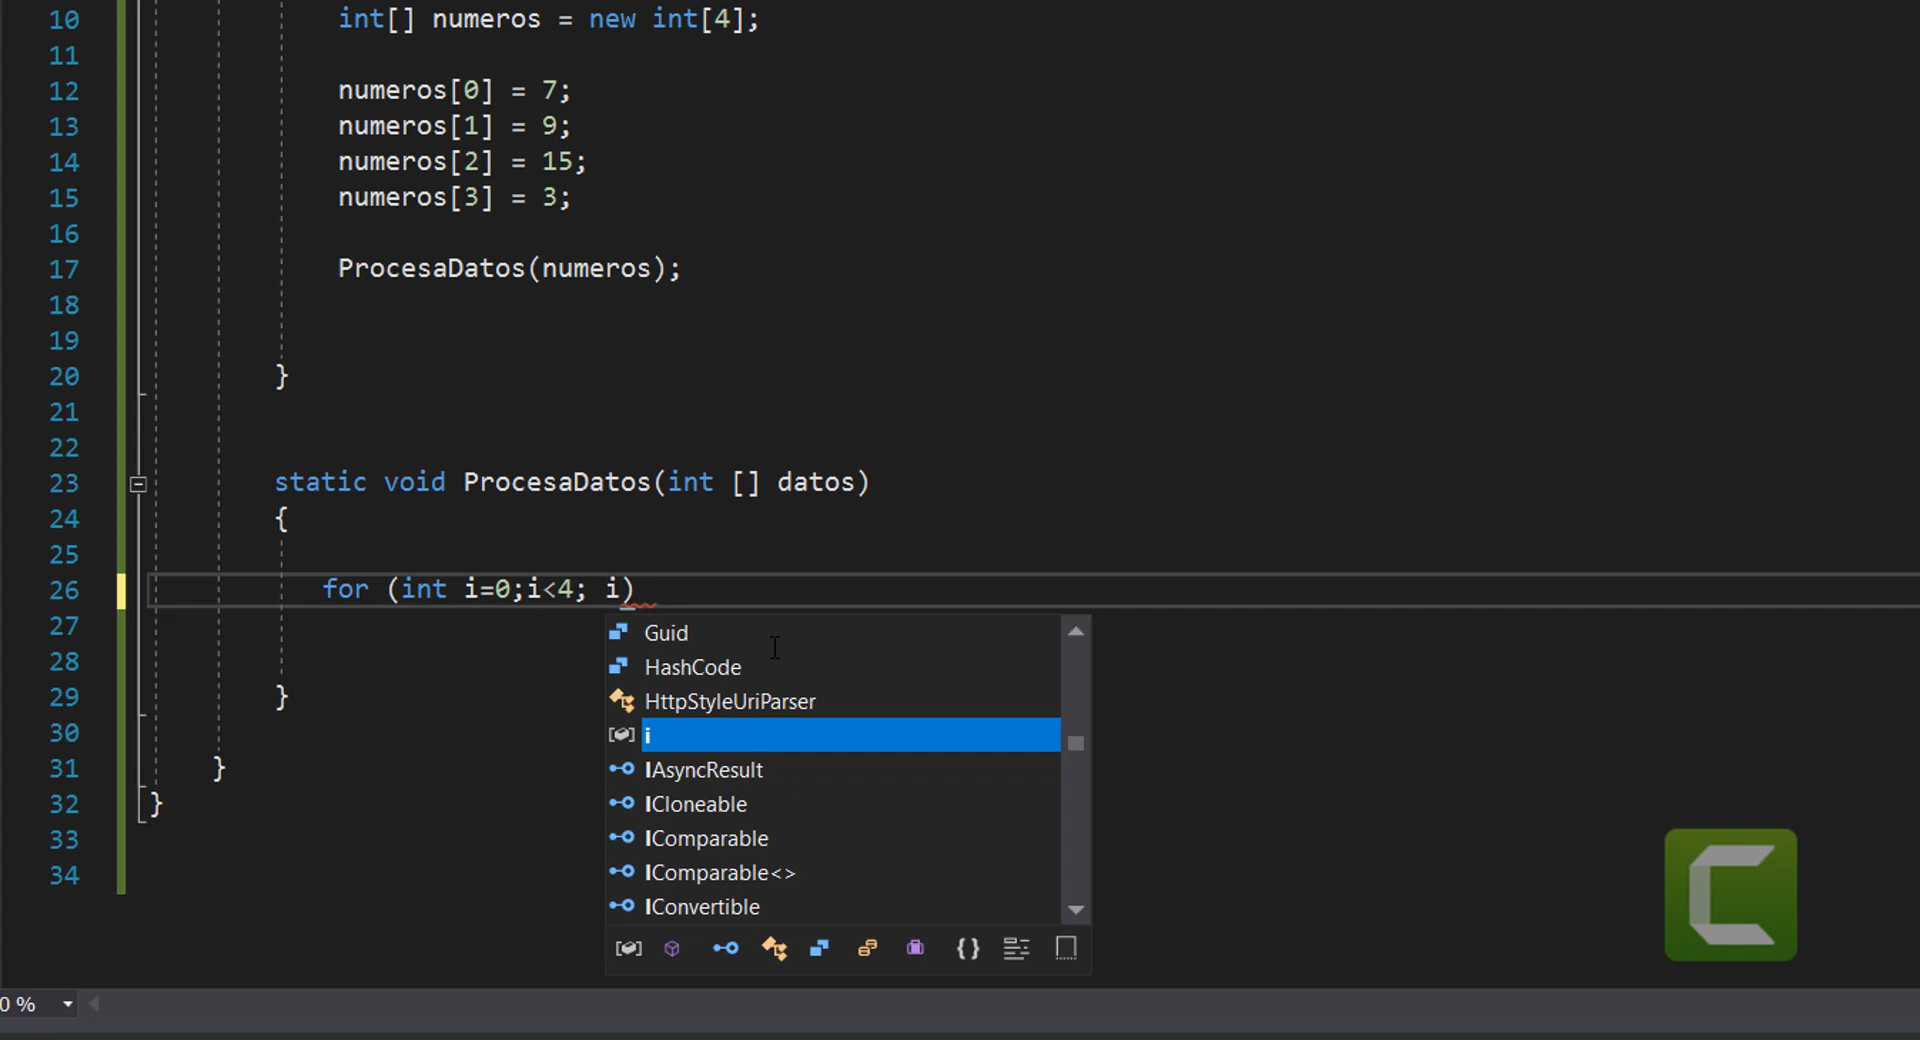 10 int[] numeros = new int[4];
11
12 numeros[0] = 7;
13 numeros[1] = 9;
14 numeros[2] = 15;
15 numeros[3] = 3;
16
17 ProcesaDatos(numeros);
18
19
20 }
21
22
23 static void ProcesaDatos(int [] datos)
24 {
25
26 for (int i=0;i<4; i)
27
28
29 }
30
31 }
32 }
33
34
Guid
HashCode
HttpStyleUriParser
i
IAsyncResult
ICloneable
IComparable
IComparable<>
IConvertible
{}
0 %